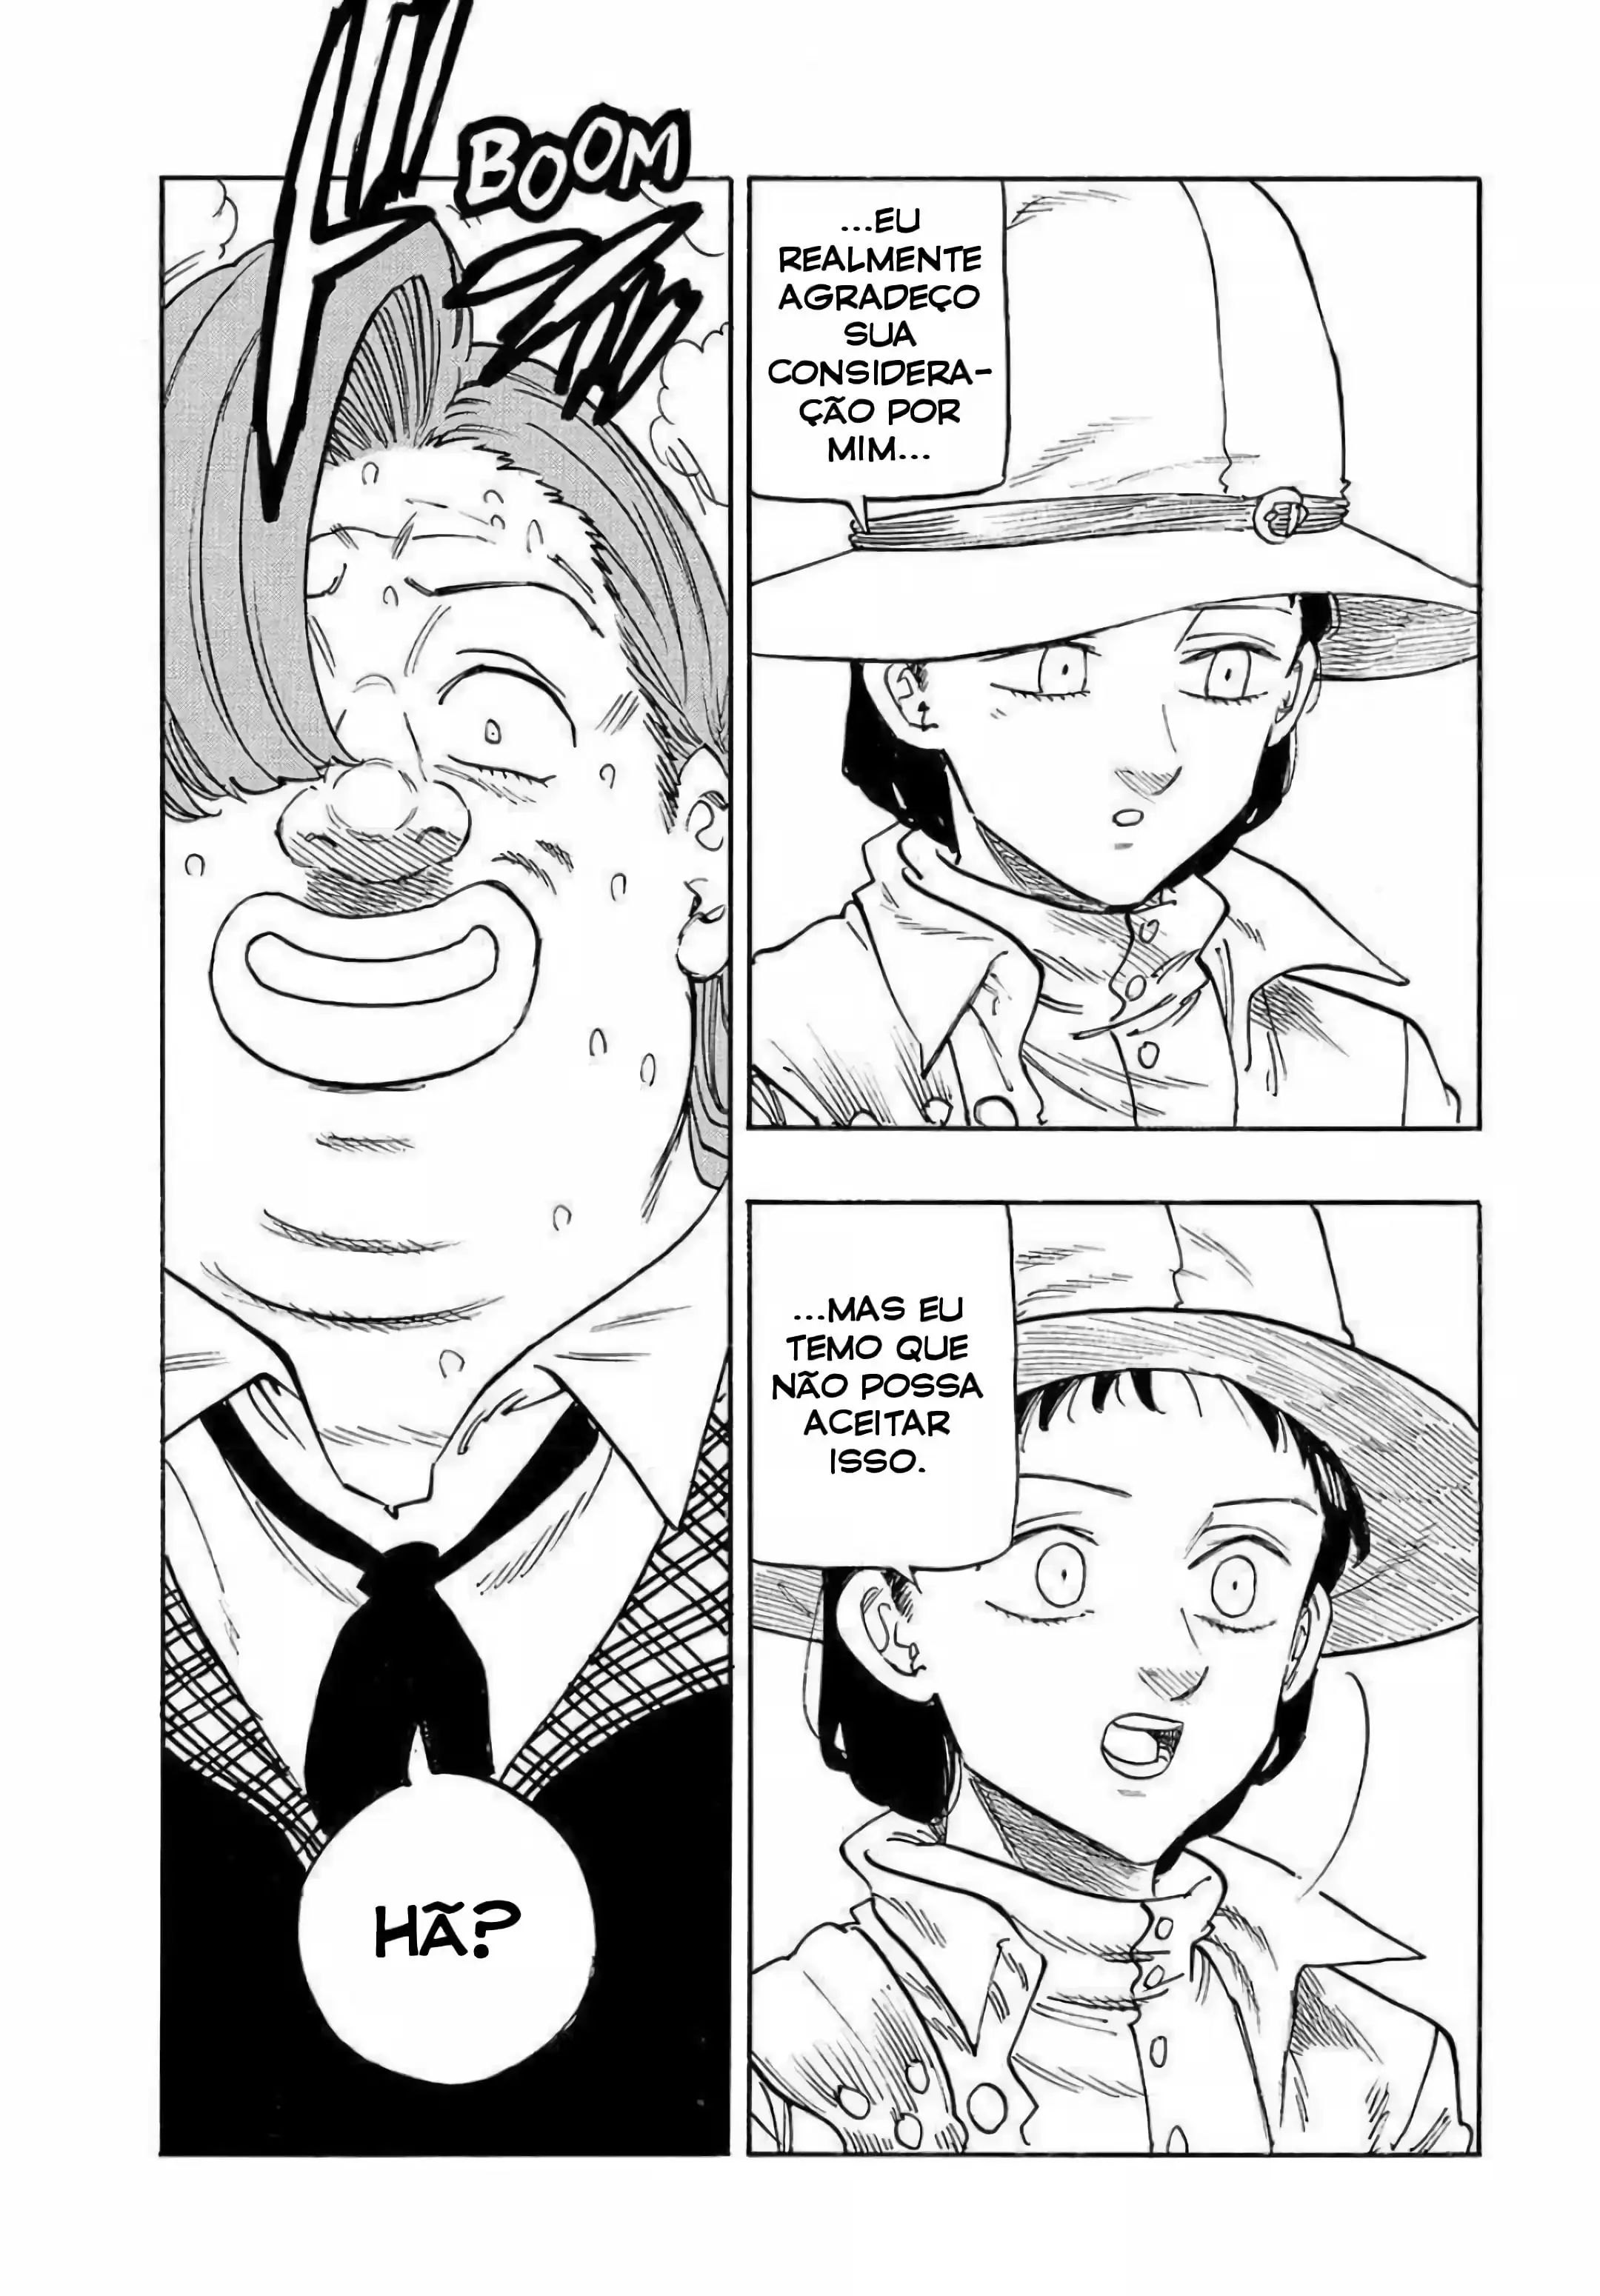 ...EU
REALMENTE
AGRADEÇO
SUA
CONSIDERA-
ÇÃO POR
MIM...
...MAS EU
TEMO QUE
NÃO POSSA
ACEITAR
ISSO.
BOOM
HÃ?